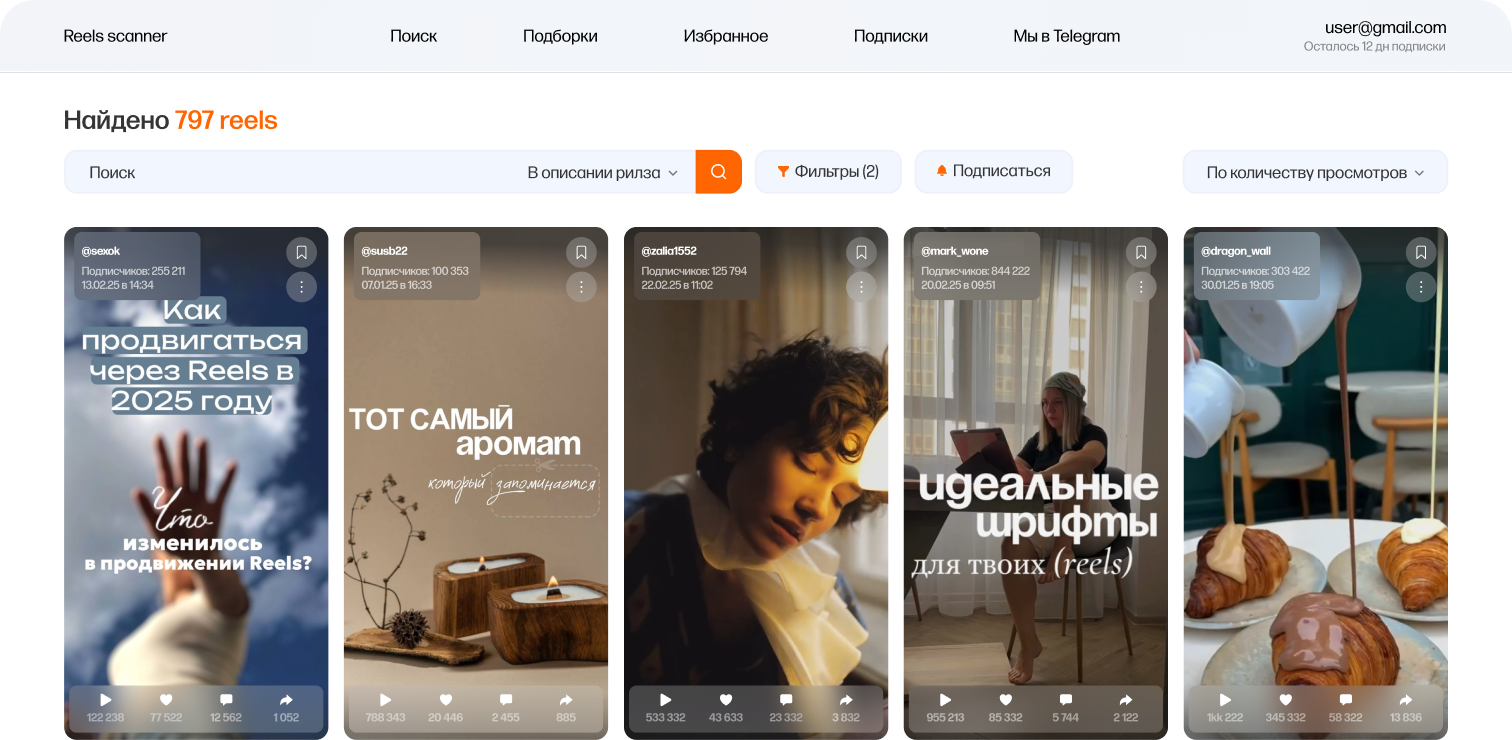 Reels scanner
Поиск
Подборки
Избранное
Подписки
Мы в Telegram
user@gmail.com
Осталось 12 дн подписки
Найдено 797 reels
Поиск
В описании рилза
Фильтры (2)
Подписаться
По количеству просмотров
@sexok
Подписчиков: 255 211
13.02.25 в 14:34
Как
продвигаться
через Reels в
2025 году
Что
изменилось
в продвижении Reels?
122 238
77 522
12 562
1 052
@susb22
Подписчиков: 100 353
07.01.25 в 16:33
ТОТ САМЫЙ
аромат
который запоминается
788 343
20 446
2 455
885
@zalia1552
Подписчиков: 125 794
22.02.25 в 11:02
533 332
43 633
23 332
3 832
@mark_wone
Подписчиков: 844 222
20.02.25 в 09:51
идеальные
шрифты
для твоих (reels)
955 213
85 332
5 744
2 122
@dragon_wall
Подписчиков: 303 422
30.01.25 в 19:05
1kk 222
345 332
58 322
13 836